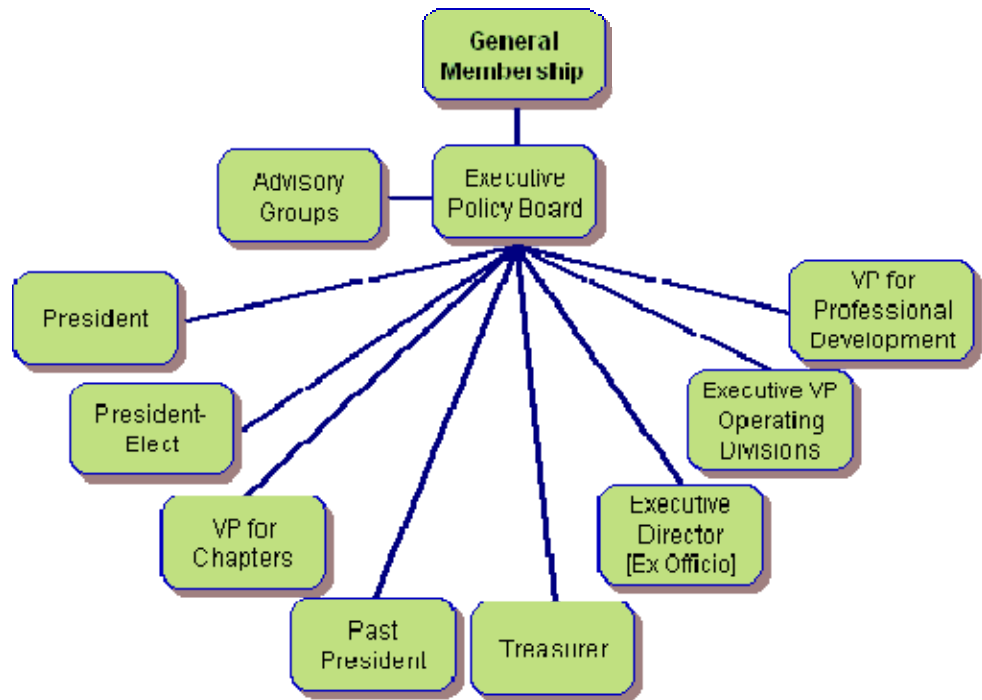 General
Membership
Advisory
Groups
Executive
Policy Board
President
VP for
Professional
Development
President-
Elect
Executive VP
Operating
Divisions
VP for
Chapters
Executive
Director
[Ex Officio]
Past
President
Treasurer